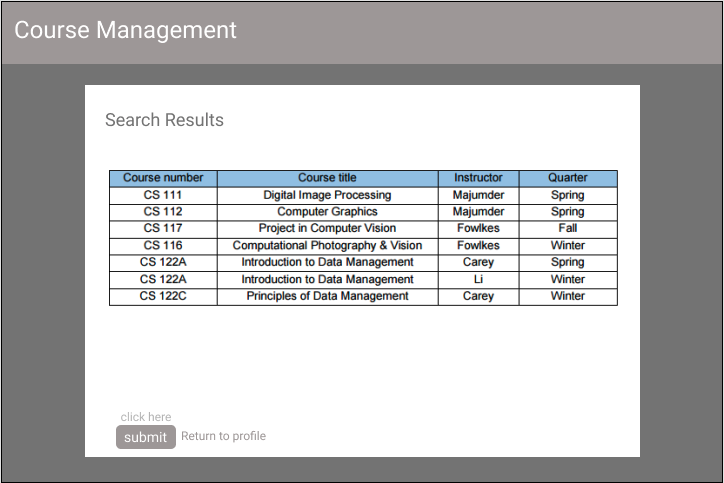 Course Management
Search Results
Course number Course title Instructor Quarter
CS 111 Digital Image Processing Majumder Spring
CS 112 Computer Graphics Majumder Spring
CS 117 Project in Computer Vision Fowlkes Fall
CS 116 Computational Photography & Vision Fowlkes Winter
CS 122A Introduction to Data Management Carey Spring
CS 122A Introduction to Data Management Li Winter
CS 122C Principles of Data Management Carey Winter
click here
submit Return to profile